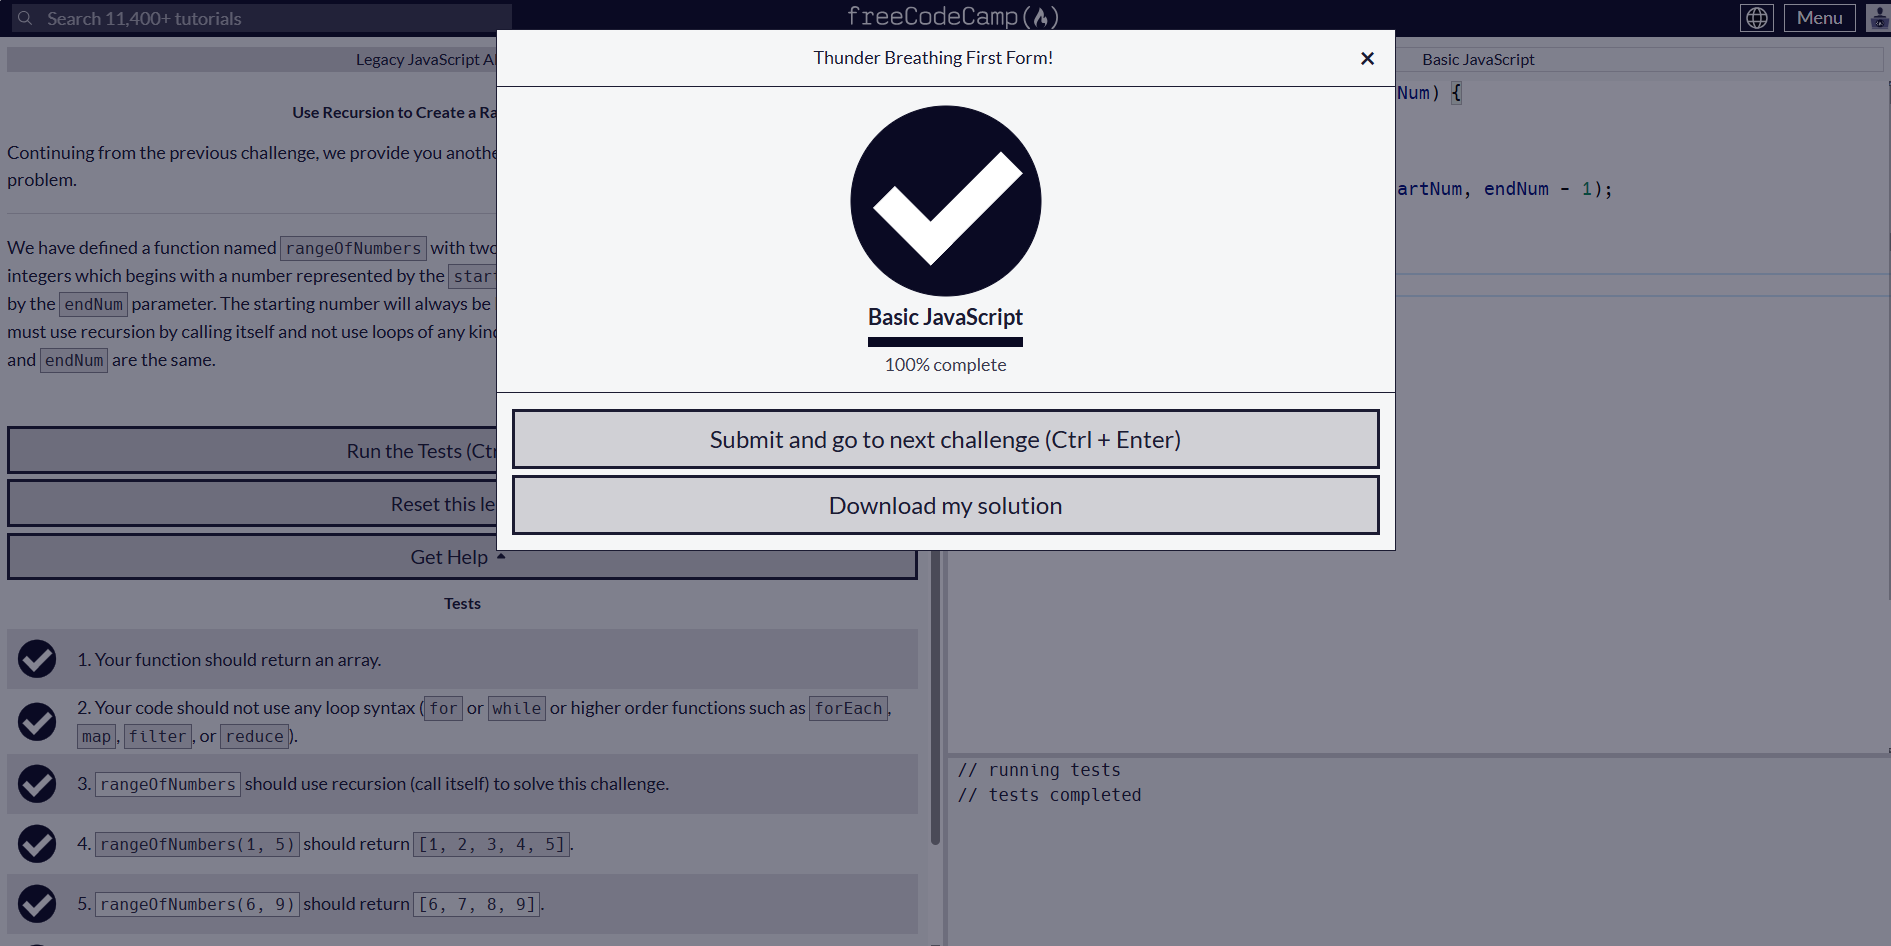 Search 11,400+ tutorials
freeCodeCamp
Menu
Legacy JavaScript
Basic JavaScript
Use Recursion to Create a
Continuing from the previous challenge, we provide you
problem.
We have defined a function named rangeOfNumbers with
integers which begins with a number represented by the
by the endNum parameter. The starting number will always be
must use recursion by calling itself and not use loops of any
and endNum are the same.
Run the Tests
Reset this
Get Help
Tests
1. Your function should return an array.
2. Your code should not use any loop syntax (for or while or higher order functions such as forEach,
map, filter, or reduce).
3. rangeOfNumbers should use recursion (call itself) to solve this challenge.
4. rangeOfNumbers(1, 5) should return [1, 2, 3, 4, 5].
5. rangeOfNumbers(6, 9) should return [6, 7, 8, 9].
Thunder Breathing First Form!
×
Basic JavaScript
100% complete
Submit and go to next challenge (Ctrl + Enter)
Download my solution
Num) {
artNum, endNum - 1);
// running tests
// tests completed